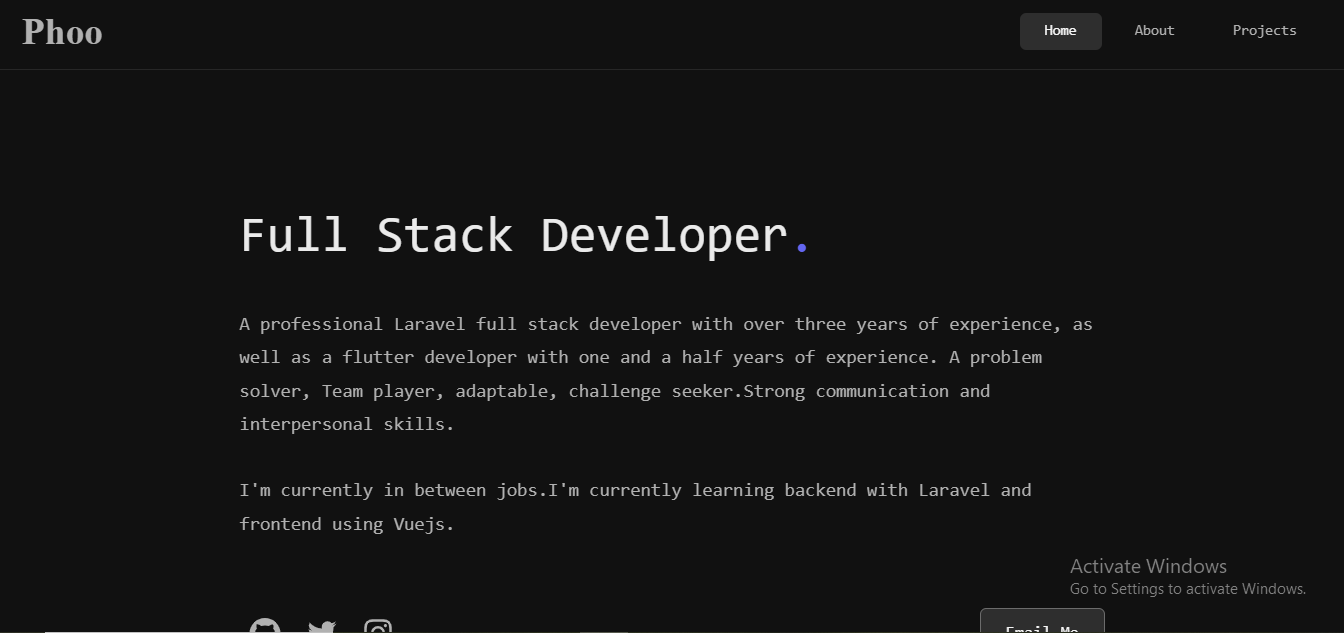 Phoo
Home
About
Projects
Full Stack Developer.
A professional Laravel full stack developer with over three years of experience, as
well as a flutter developer with one and a half years of experience. A problem
solver, Team player, adaptable, challenge seeker.Strong communication and
interpersonal skills.
I'm currently in between jobs.I'm currently learning backend with Laravel and
frontend using Vuejs.
Activate Windows
Go to Settings to activate Windows.
Email Me